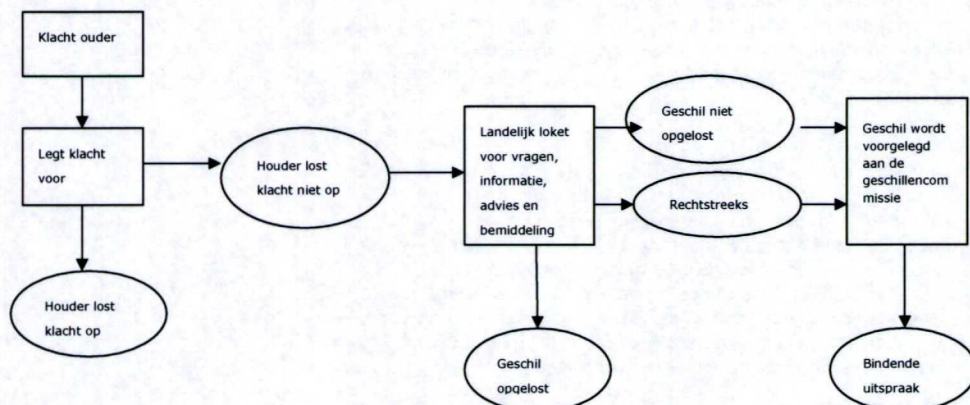 Klacht ouder
Legt klacht
voor
Houder lost
klacht op
Houder lost
klacht niet op
Landelijk loket
voor vragen,
informatie,
advies en
bemiddeling
Geschil niet
opgelost
Rechtstreeks
Geschil
opgelost
Geschil wordt
voorgelegd
aan de
geschillencom
missie
Bindende
uitspraak